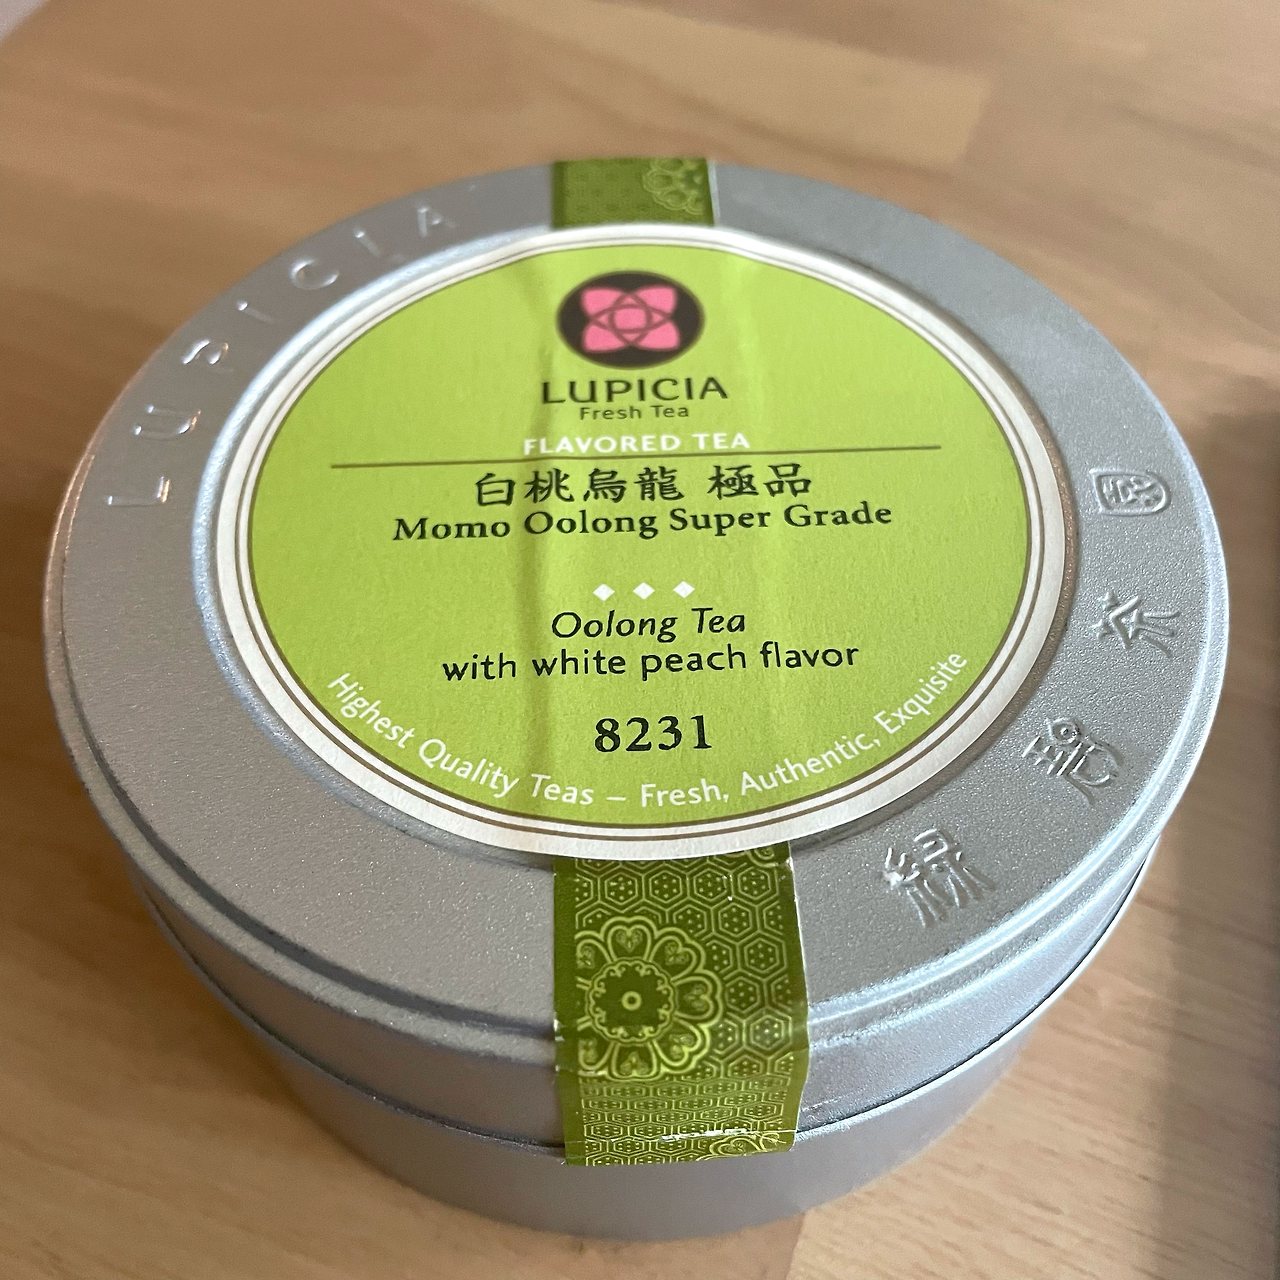 LUPICIA
LUPICIA
Fresh Tea
FLAVORED TEA
白桃烏龍 極品
Momo Oolong Super Grade
Oolong Tea
with white peach flavor
8231
Highest Quality Teas – Fresh, Authentic, Exquisite